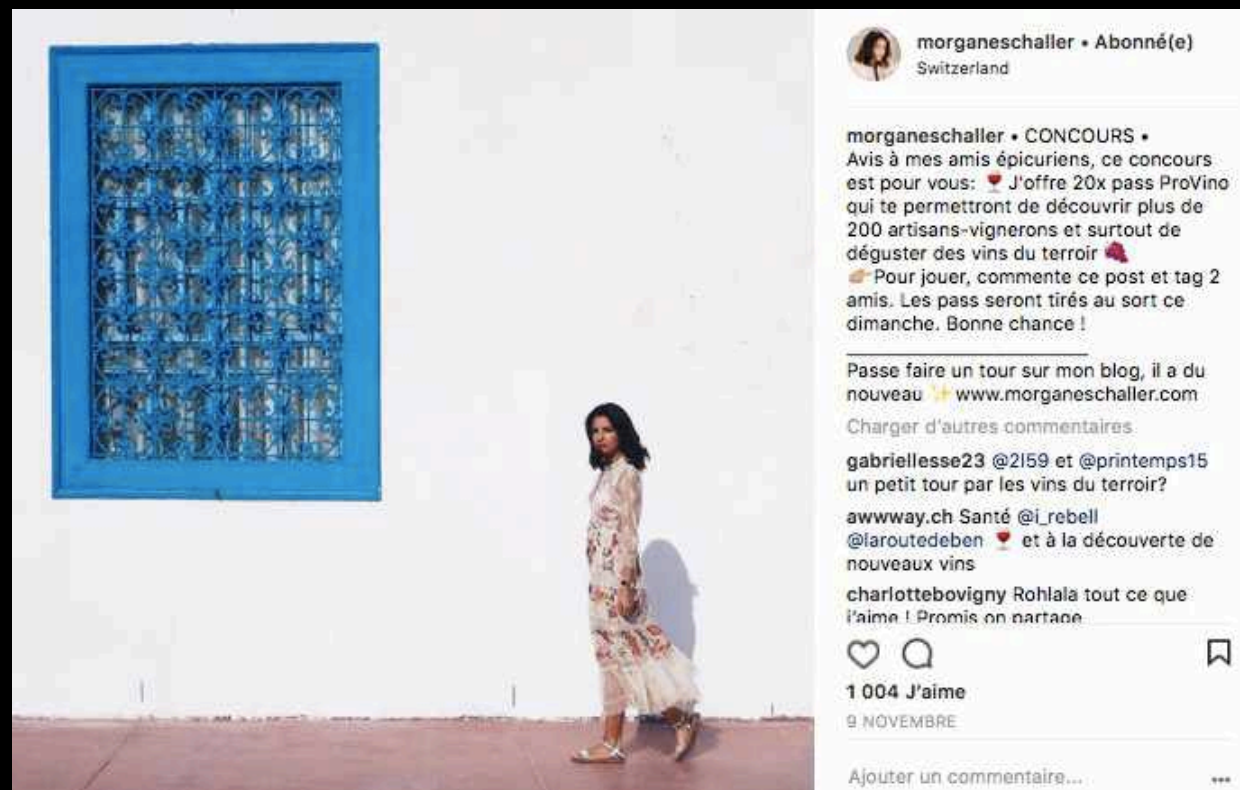 morganeschaller • Abonné(e)
Switzerland
morganeschaller • CONCOURS •
Avis à mes amis épicuriens, ce concours
est pour vous: 🍷 J'offre 20x pass ProVino
qui te permettront de découvrir plus de
200 artisans-vignerons et surtout de
déguster des vins du terroir 🍇
👉🏼Pour jouer, commente ce post et tag 2
amis. Les pass seront tirés au sort ce
dimanche. Bonne chance !
Passe faire un tour sur mon blog, il a du
nouveau ✨www.morganeschaller.com
Charger d'autres commentaires
gabriellesse23 @2l59 et @printemps15
un petit tour par les vins du terroir?
awwway.ch Santé @i_rebell
@laroutedeben 🍷 et à la découverte de
nouveaux vins
charlottebovigny Rohlala tout ce que
j'aime ! Promis on partage
1 004 J'aime
9 NOVEMBRE
Ajouter un commentaire...